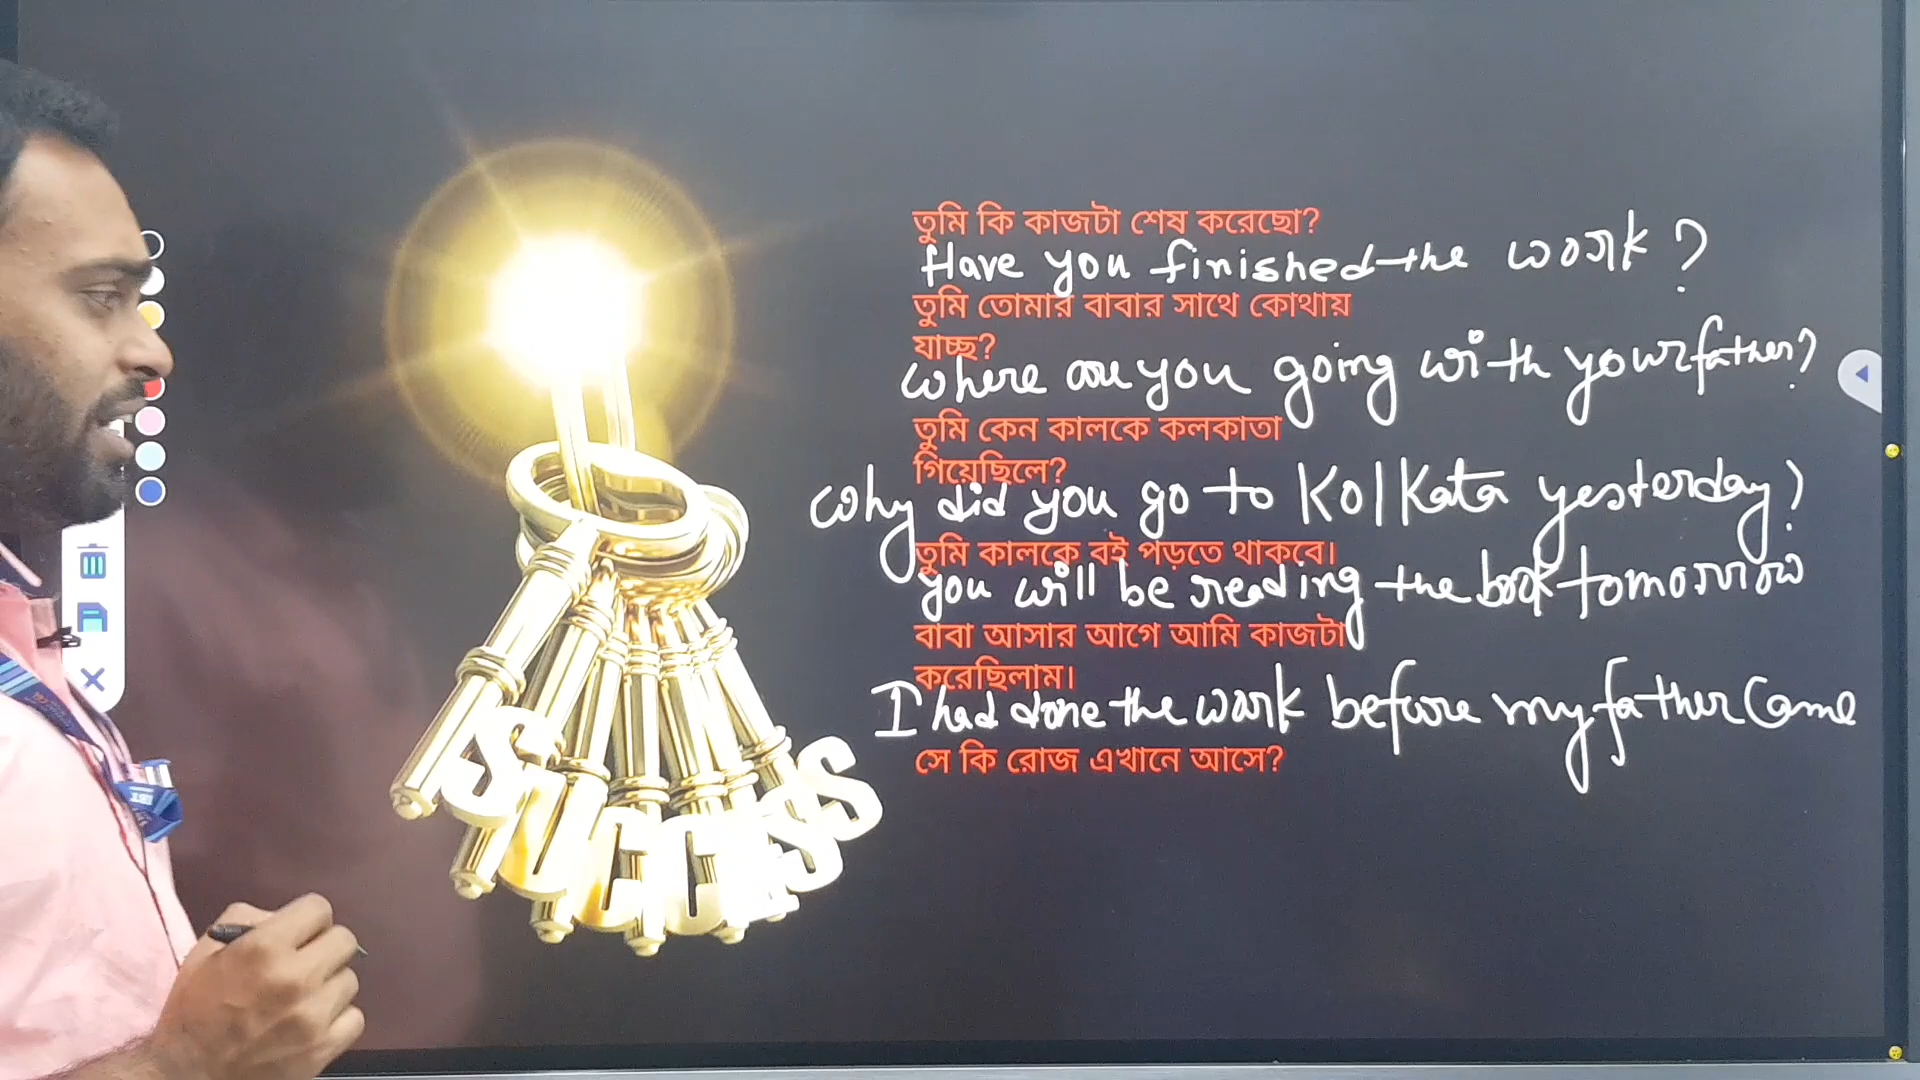 তুমি কি কাজটা শেষ করেছো?
Have you finished the work?
তুমি তোমার বাবার সাথে কোথায়
যাচ্ছ?
Where are you going with your father?
তুমি কেন কালকে কলকাতা
গিয়েছিলে?
Why did you go to Kolkata yesterday?
তুমি কালকে বই পড়তে থাকবে।
you will be reading the book tomorrow
বাবা আসার আগে আমি কাজটা
করেছিলাম।
I had done the work before my father Came
সে কি রোজ এখানে আসে?
SUCCESS